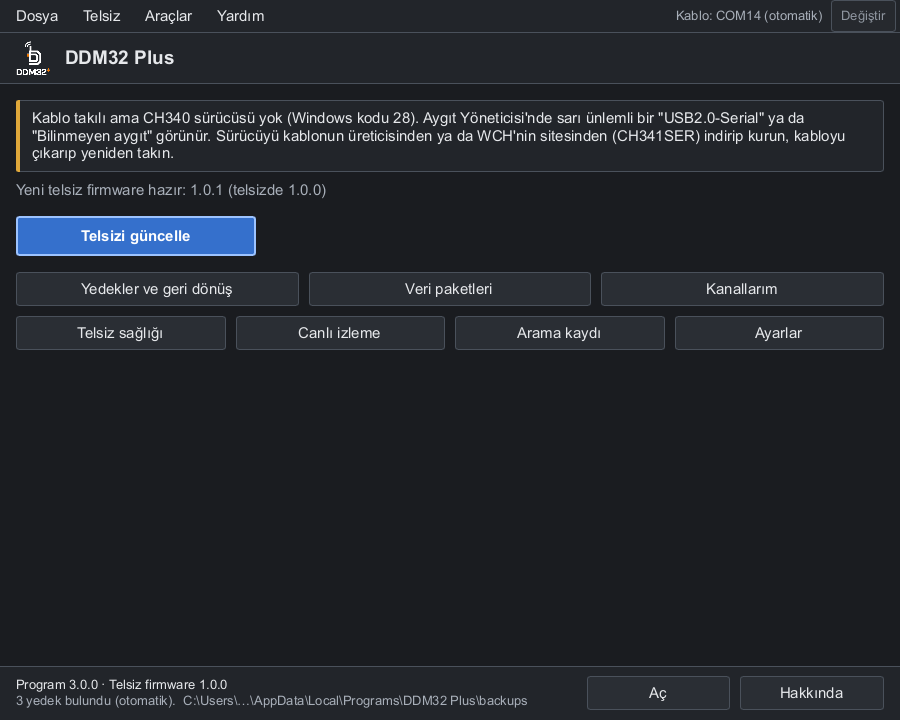 Dosya Telsiz Araçlar Yardım Kablo: COM14 (otomatik) Değiştir
DDM32+ DDM32 Plus
Kablo takılı ama CH340 sürücüsü yok (Windows kodu 28). Aygıt Yöneticisi'nde sarı ünlemli bir "USB2.0-Serial" ya da
"Bilinmeyen aygıt" görünür. Sürücüyü kablonun üreticisinden ya da WCH'nin sitesinden (CH341SER) indirip kurun, kabloyu
çıkarıp yeniden takın.
Yeni telsiz firmware hazır: 1.0.1 (telsizde 1.0.0)
Telsizi güncelle
Yedekler ve geri dönüş Veri paketleri Kanallarım
Telsiz sağlığı Canlı izleme Arama kaydı Ayarlar
Program 3.0.0 · Telsiz firmware 1.0.0
3 yedek bulundu (otomatik). C:\Users\...\AppData\Local\Programs\DDM32 Plus\backups
Aç Hakkında